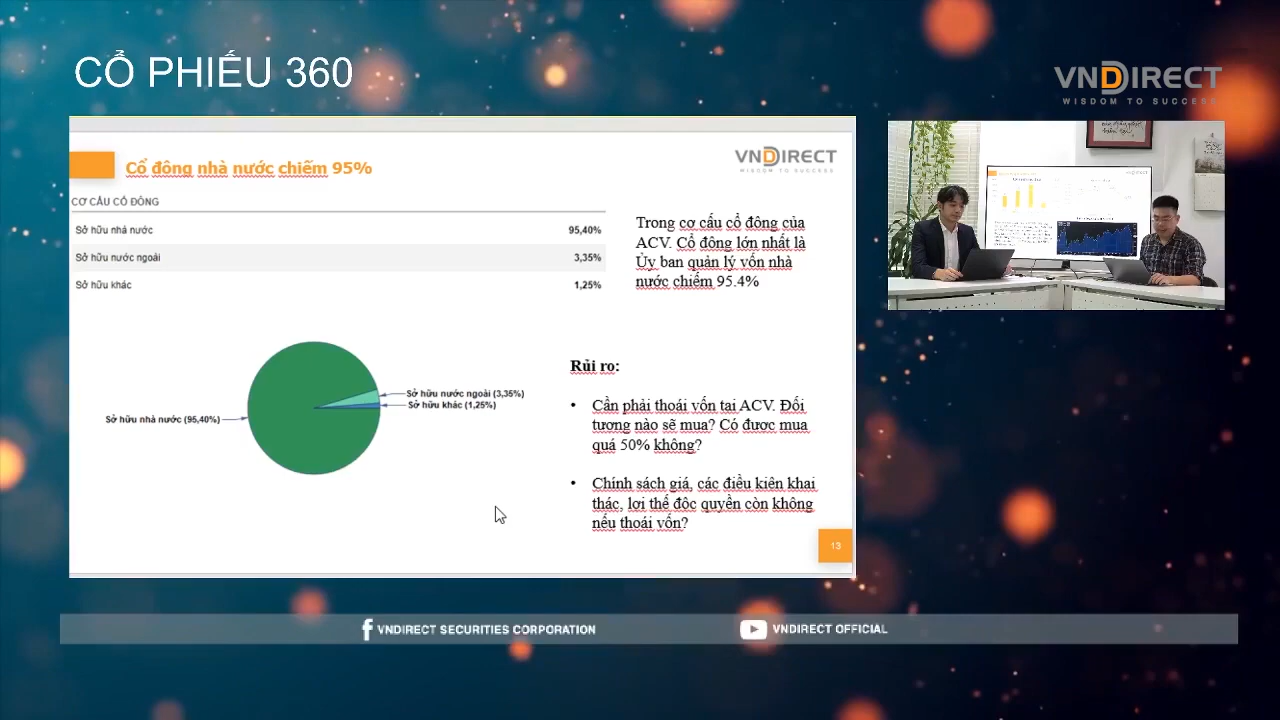 CỔ PHIẾU 360
VNDIRECT
WISDOM TO SUCCESS
Cổ đông nhà nước chiếm 95%
VNDIRECT
WISDOM TO SUCCESS
CƠ CẤU CỔ ĐÔNG
Sở hữu nhà nước 95,40%
Sở hữu nước ngoài 3,35%
Sở hữu khác 1,25%
Trong cơ cấu cổ đông của
ACV. Cổ đông lớn nhất là
Ủy ban quản lý vốn nhà
nước chiếm 95.4%
Sở hữu nước ngoài (3,35%)
Sở hữu khác (1,25%)
Sở hữu nhà nước (95,40%)
Rủi ro:
• Cần phải thoái vốn tại ACV. Đối
tượng nào sẽ mua? Có được mua
quá 50% không?
• Chính sách giá, các điều kiện khai
thác, lợi thế độc quyền còn không
nếu thoái vốn?
13
VNDIRECT SECURITIES CORPORATION
VNDIRECT OFFICIAL